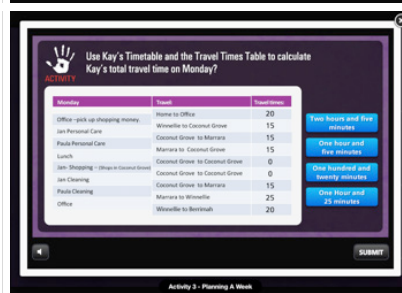 Use Kay's Timetable and the Travel Times Table to calculate
Kay's total travel time on Monday?
ACTIVITY
Monday Travel Travel times
Office –pick up shopping money.
Jan Personal Care
Paula Personal Care
Lunch
Jan- Shopping – (Shops in Coconut Grove)
Jan Cleaning
Paula Cleaning
Office
Home to Office 20
Winnellie to Coconut Grove 15
Coconut Grove to Marrara 15
Marrara to Coconut Grove 15
Coconut Grove to Coconut Grove 0
Coconut Grove to Coconut Grove 0
Coconut Grove to Marrara 15
Marrara to Winnellie 25
Winnellie to Berrimah 20
Two hours and five
minutes
One hour and
five minutes
One hundred and
twenty minutes
One Hour and
25 minutes
SUBMIT
Activity 3 - Planning A Week